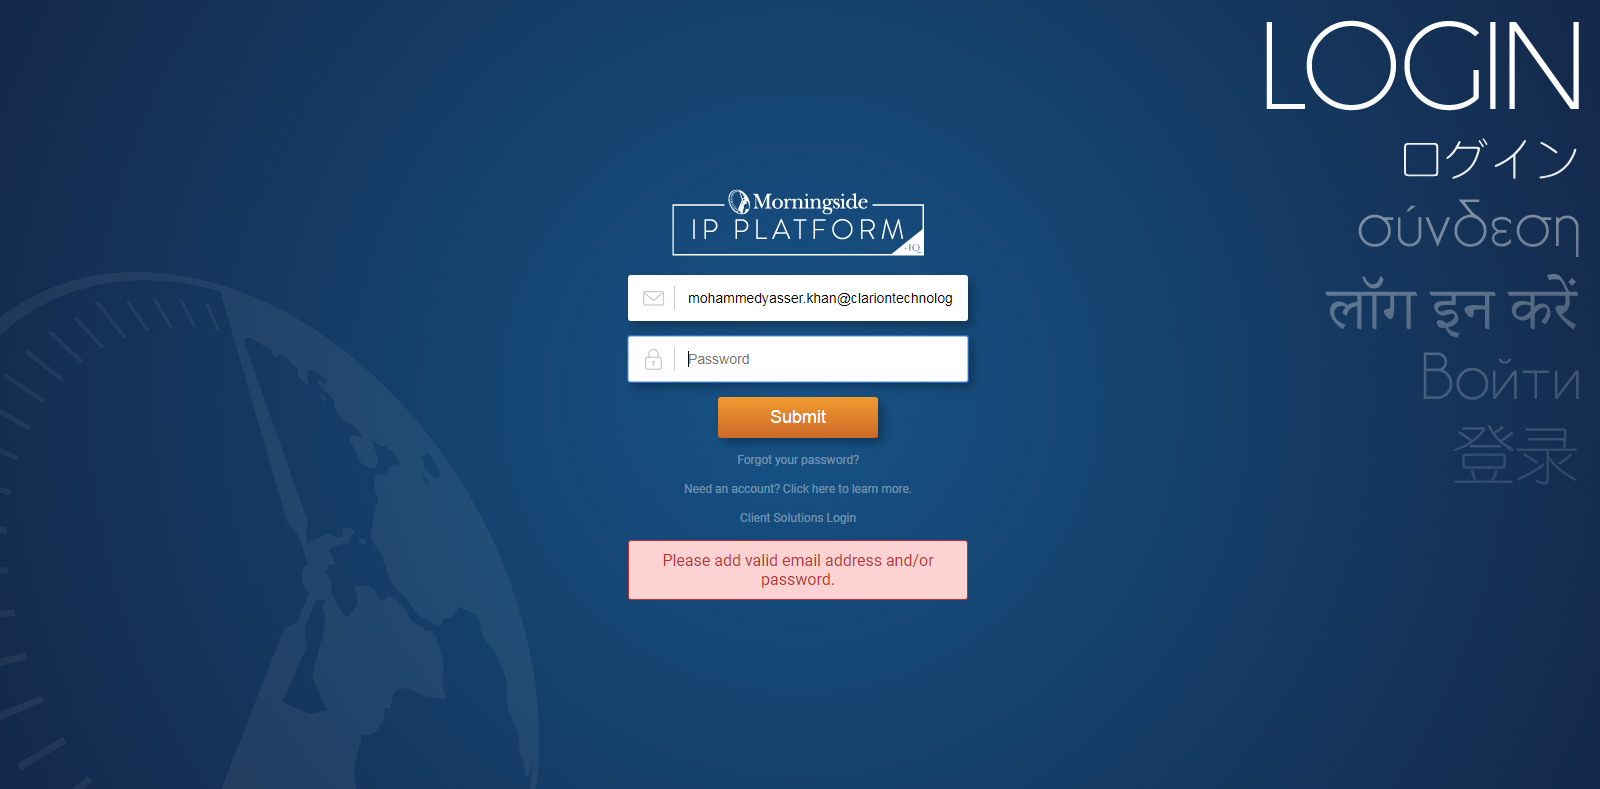 LOGIN
ログイン
σύνδεση
लॉग इन करें
Войти
登录
Morningside
IP PLATFORM
+IQ
mohammedyasser.khan@clariontechnolog
Password
Submit
Forgot your password?
Need an account? Click here to learn more.
Client Solutions Login
Please add valid email address and/or
password.